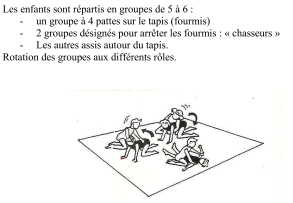 Les enfants sont répartis en groupes de 5 à 6 :
- un groupe à 4 pattes sur le tapis (fourmis)
- 2 groupes désignés pour arrêter les fourmis : « chasseurs »
- Les autres assis autour du tapis.
Rotation des groupes aux différents rôles.